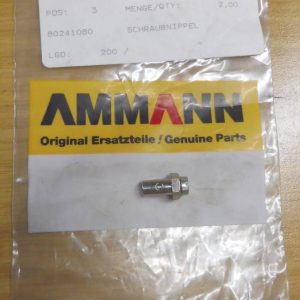 POS: 3 MENGE/QTY: 2,00
80241080 SCHRAUBNIPPEL
LGO: 200 /
AMMANN
Original Ersatzteile / Genuine Parts